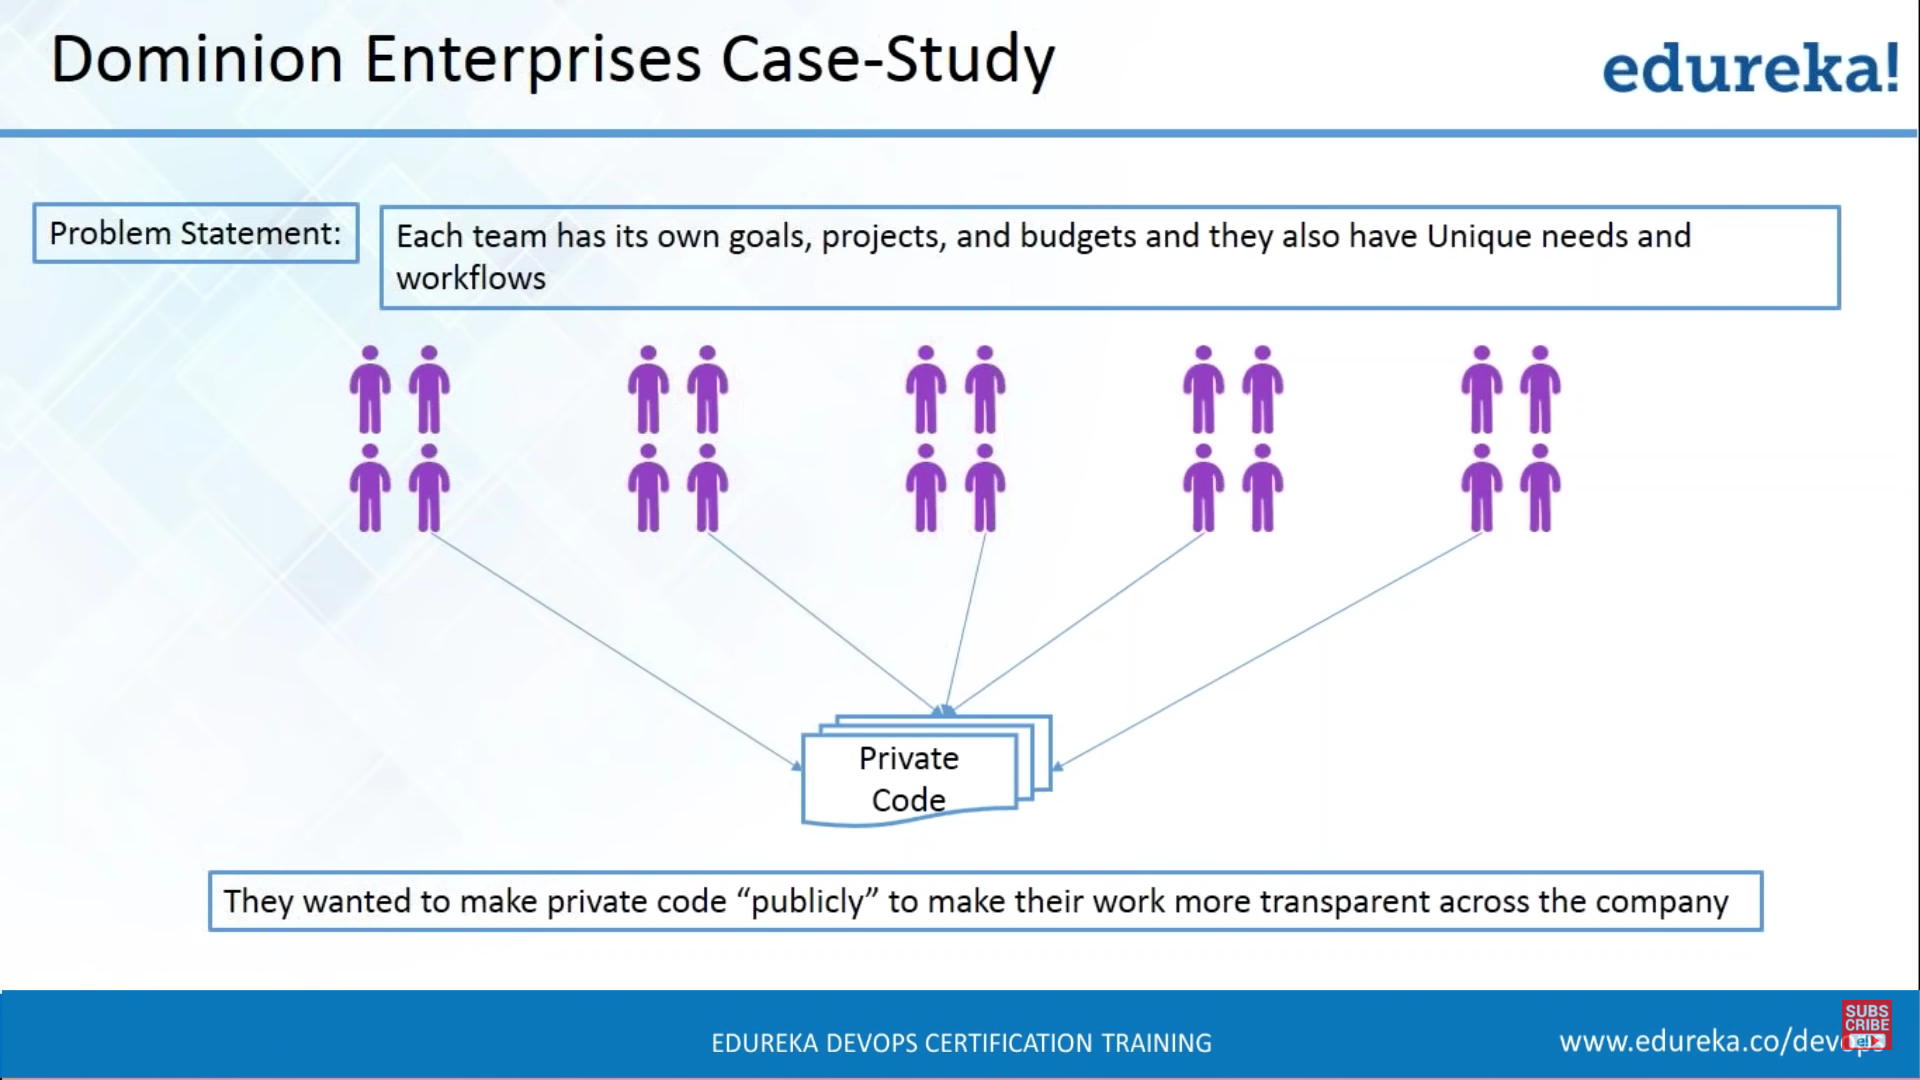 Dominion Enterprises Case-Study
edureka!
Problem Statement:
Each team has its own goals, projects, and budgets and they also have Unique needs and
workflows
Private
Code
They wanted to make private code “publicly” to make their work more transparent across the company
EDUREKA DEVOPS CERTIFICATION TRAINING
www.edureka.co/devops
SUBS
CRIBE
e!